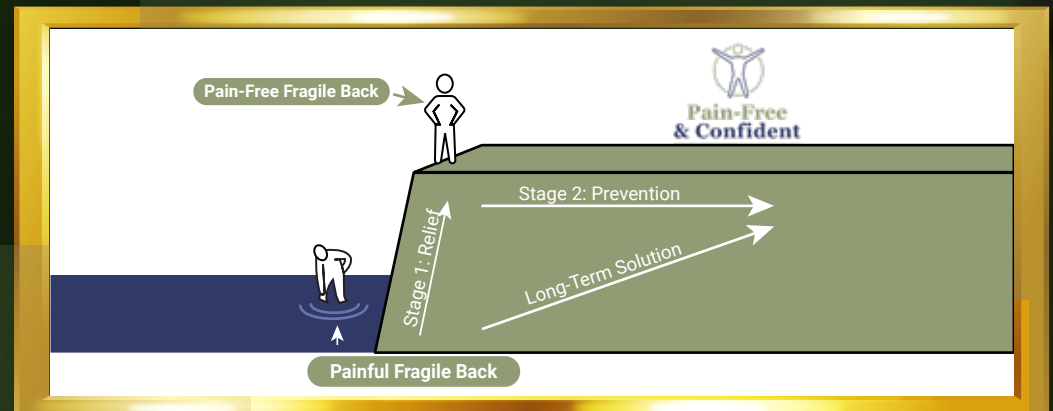 Pain-Free Fragile Back
Pain-Free
& Confident
Stage 2: Prevention
Stage 1: Relief
Long-Term Solution
Painful Fragile Back